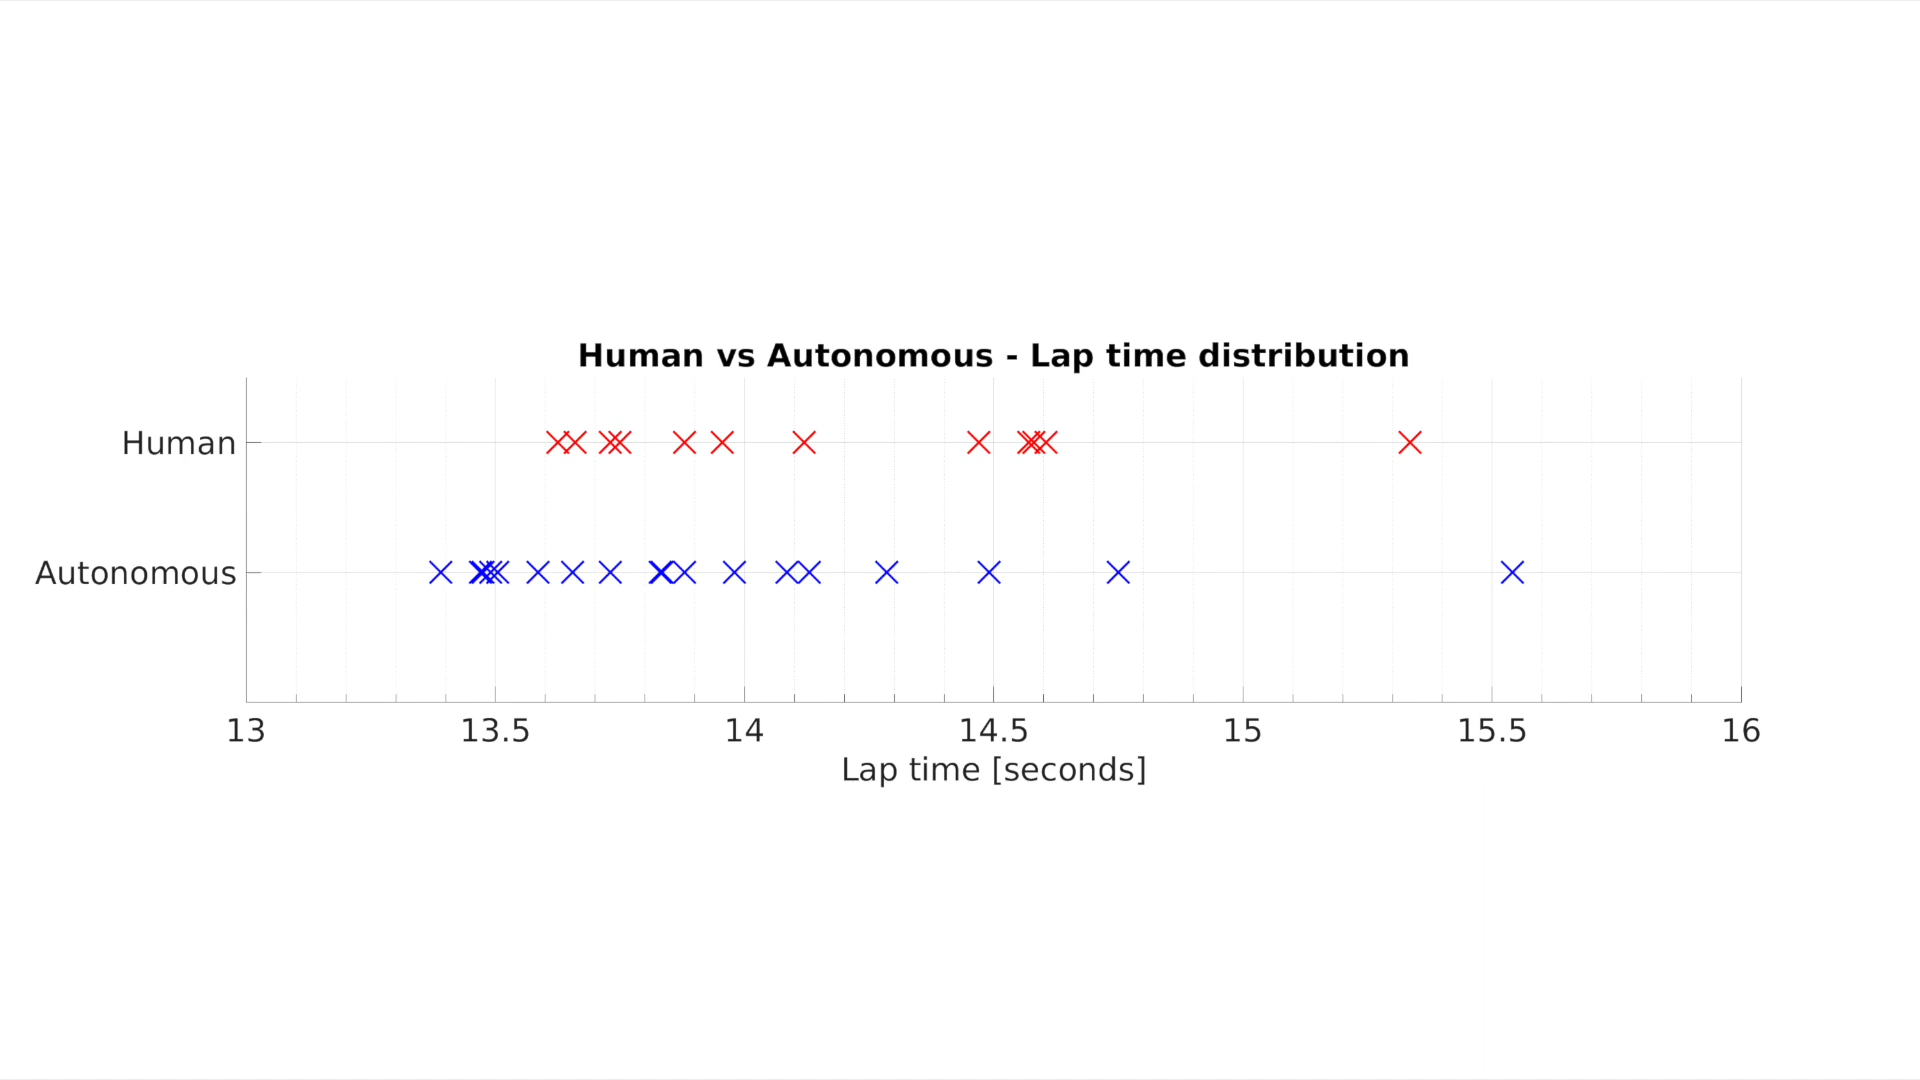 Human vs Autonomous - Lap time distribution
Human
Autonomous
13 13.5 14 14.5 15 15.5 16
Lap time [seconds]